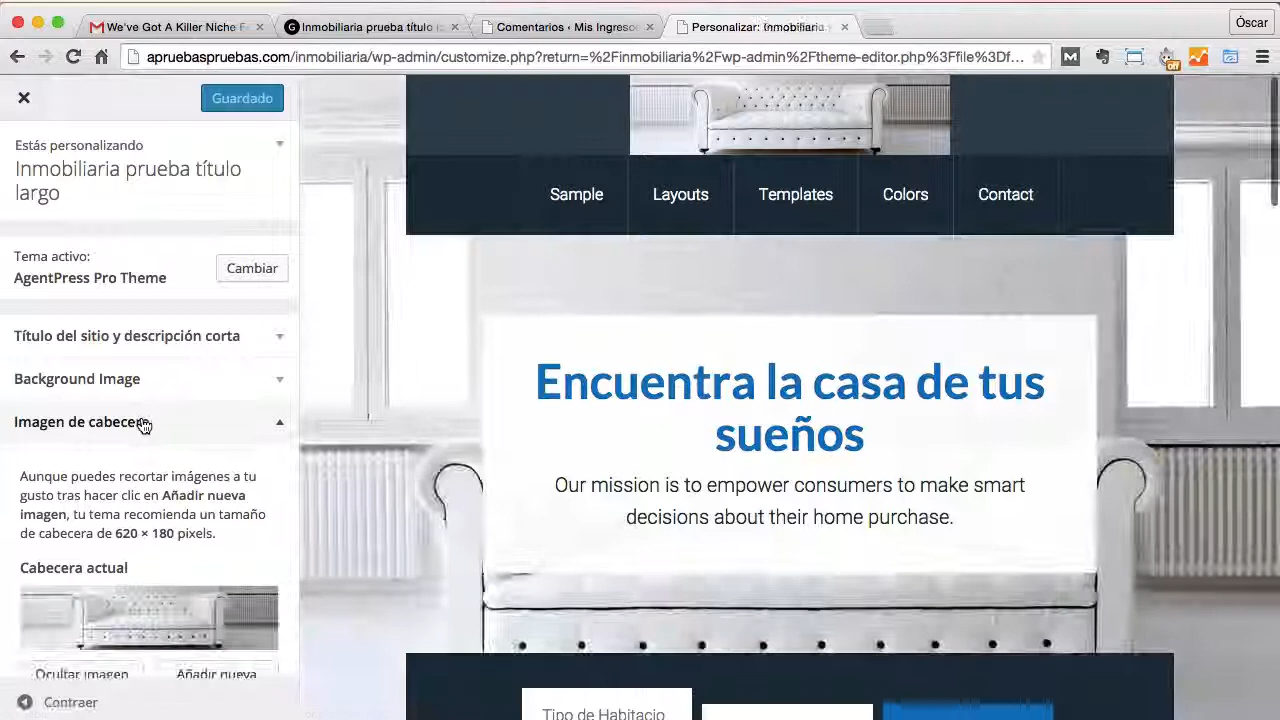 We've Got A Killer Niche F
Inmobiliaria prueba título
Comentarios ‹ Mis Ingreso
Personalizar: Inmobiliaria
Óscar
apruebaspruebas.com/inmobiliaria/wp-admin/customize.php?return=%2Finmobiliaria%2Fwp-admin%2Ftheme-editor.php%3Ffile%3Df...
off
Guardado
Estás personalizando
Inmobiliaria prueba título
largo
Tema activo:
AgentPress Pro Theme
Cambiar
Título del sitio y descripción corta
Background Image
Imagen de cabecera
Aunque puedes recortar imágenes a tu
gusto tras hacer clic en Añadir nueva
imagen, tu tema recomienda un tamaño
de cabecera de 620 × 180 pixels.
Cabecera actual
Ocultar imagen
Añadir nueva
Contraer
Sample
Layouts
Templates
Colors
Contact
Encuentra la casa de tus
sueños
Our mission is to empower consumers to make smart
decisions about their home purchase.
Tipo de Habitacio